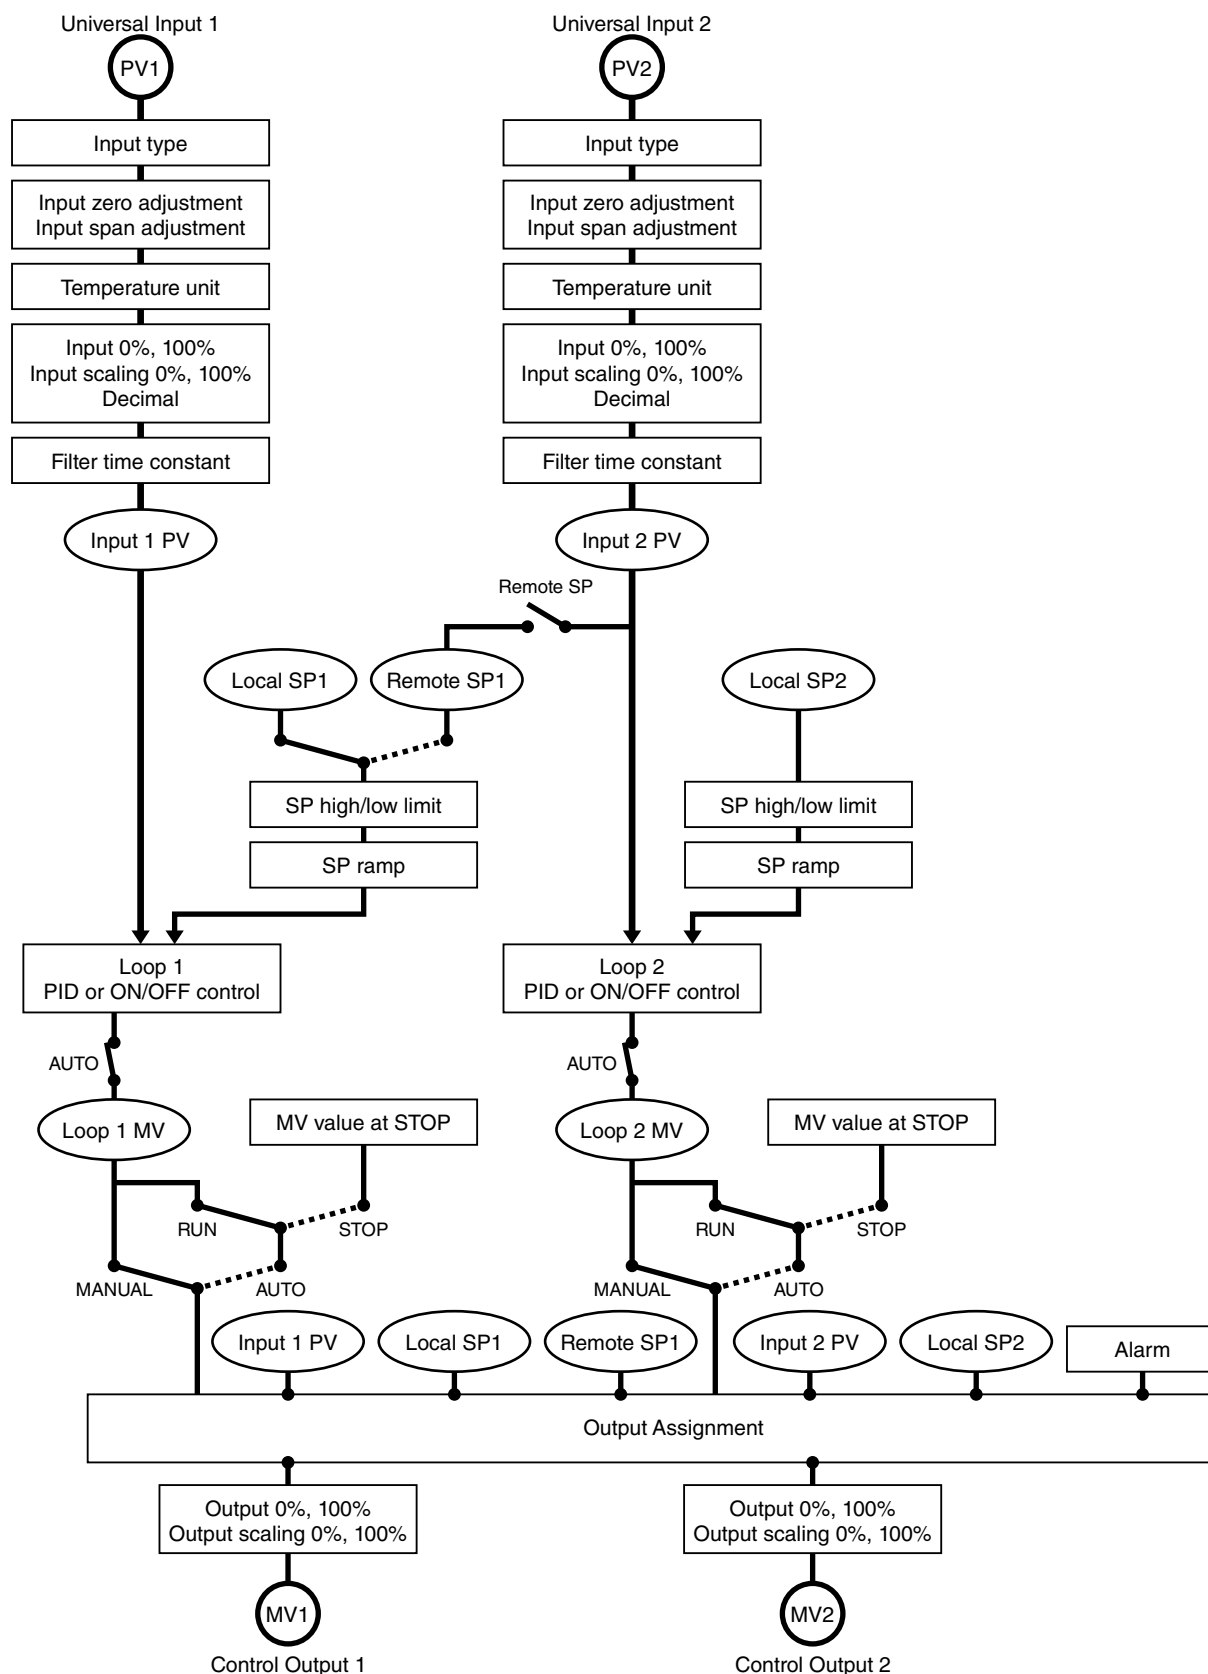 Universal Input 1
Universal Input 2
PV1
PV2
Input type
Input type
Input zero adjustment
Input span adjustment
Input zero adjustment
Input span adjustment
Temperature unit
Temperature unit
Input 0%, 100%
Input scaling 0%, 100%
Decimal
Input 0%, 100%
Input scaling 0%, 100%
Decimal
Filter time constant
Filter time constant
Input 1 PV
Input 2 PV
Remote SP
Local SP1
Remote SP1
Local SP2
SP high/low limit
SP high/low limit
SP ramp
SP ramp
Loop 1
PID or ON/OFF control
Loop 2
PID or ON/OFF control
AUTO
AUTO
Loop 1 MV
MV value at STOP
Loop 2 MV
MV value at STOP
RUN
STOP
RUN
STOP
MANUAL
AUTO
MANUAL
AUTO
Input 1 PV
Local SP1
Remote SP1
Input 2 PV
Local SP2
Alarm
Output Assignment
Output 0%, 100%
Output scaling 0%, 100%
Output 0%, 100%
Output scaling 0%, 100%
MV1
MV2
Control Output 1
Control Output 2